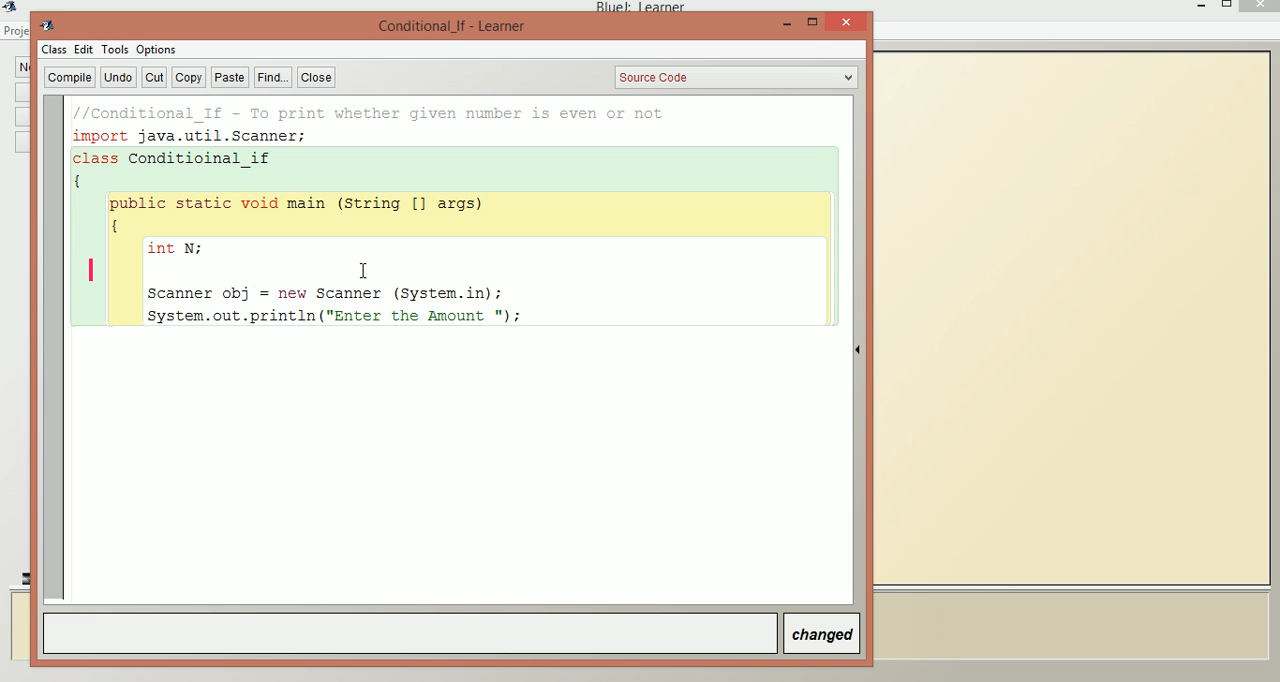 BlueJ: Learner
Conditional_If - Learner
Class Edit Tools Options
Compile Undo Cut Copy Paste Find... Close Source Code
//Conditional_If - To print whether given number is even or not
import java.util.Scanner;
class Conditioinal_if
{
public static void main (String [] args)
{
int N;
Scanner obj = new Scanner (System.in);
System.out.println("Enter the Amount ");
changed